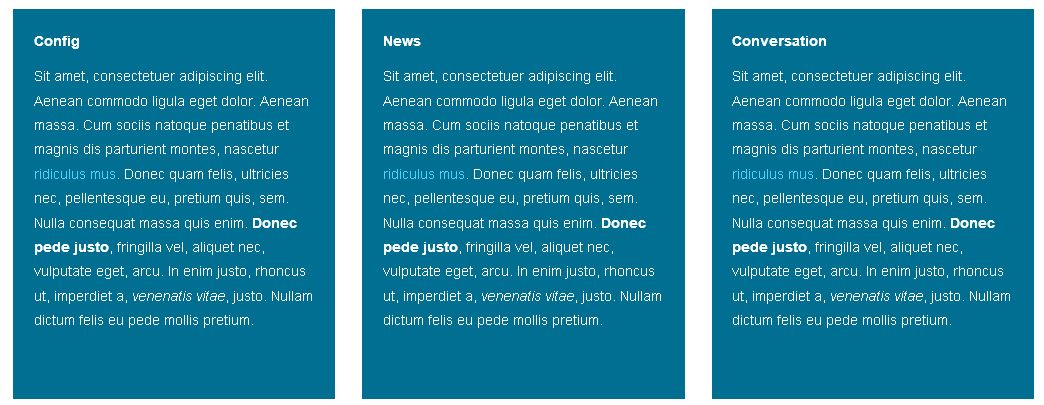 Config
Sit amet, consectetuer adipiscing elit.
Aenean commodo ligula eget dolor. Aenean
massa. Cum sociis natoque penatibus et
magnis dis parturient montes, nascetur
ridiculus mus. Donec quam felis, ultricies
nec, pellentesque eu, pretium quis, sem.
Nulla consequat massa quis enim. Donec
pede justo, fringilla vel, aliquet nec,
vulputate eget, arcu. In enim justo, rhoncus
ut, imperdiet a, venenatis vitae, justo. Nullam
dictum felis eu pede mollis pretium.
News
Sit amet, consectetuer adipiscing elit.
Aenean commodo ligula eget dolor. Aenean
massa. Cum sociis natoque penatibus et
magnis dis parturient montes, nascetur
ridiculus mus. Donec quam felis, ultricies
nec, pellentesque eu, pretium quis, sem.
Nulla consequat massa quis enim. Donec
pede justo, fringilla vel, aliquet nec,
vulputate eget, arcu. In enim justo, rhoncus
ut, imperdiet a, venenatis vitae, justo. Nullam
dictum felis eu pede mollis pretium.
Conversation
Sit amet, consectetuer adipiscing elit.
Aenean commodo ligula eget dolor. Aenean
massa. Cum sociis natoque penatibus et
magnis dis parturient montes, nascetur
ridiculus mus. Donec quam felis, ultricies
nec, pellentesque eu, pretium quis, sem.
Nulla consequat massa quis enim. Donec
pede justo, fringilla vel, aliquet nec,
vulputate eget, arcu. In enim justo, rhoncus
ut, imperdiet a, venenatis vitae, justo. Nullam
dictum felis eu pede mollis pretium.